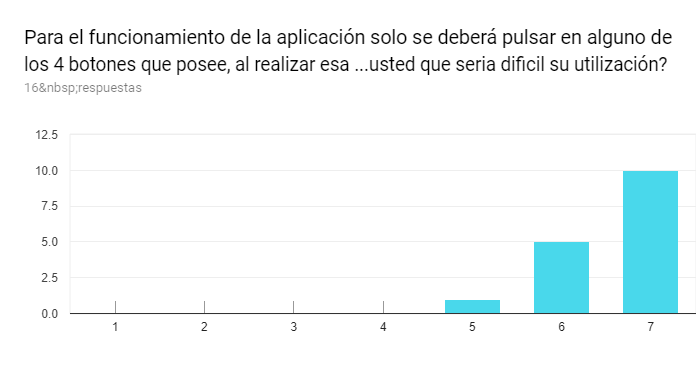 Para el funcionamiento de la aplicación solo se deberá pulsar en alguno de
los 4 botones que posee, al realizar esa ...usted que seria dificil su utilización?
16&nbsp;respuestas
12.5
10.0
7.5
5.0
2.5
0.0
1 2 3 4 5 6 7